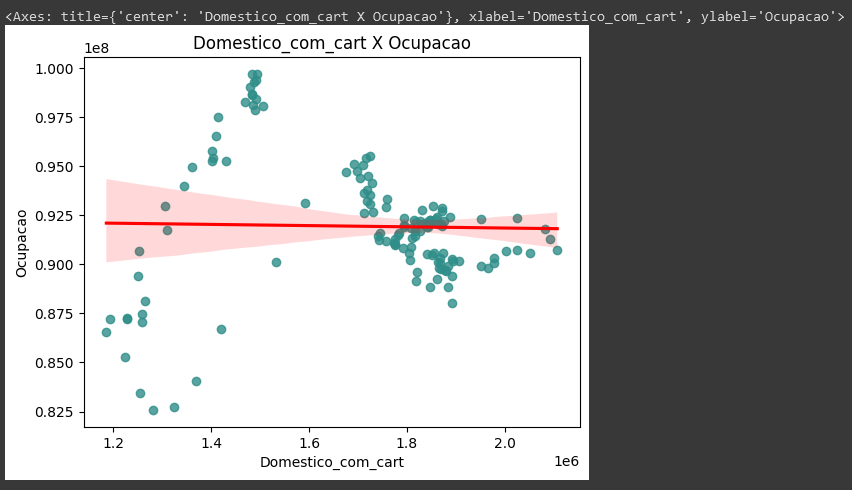 <Axes: title={'center': 'Domestico_com_cart X Ocupacao'}, xlabel='Domestico_com_cart', ylabel='Ocupacao'>
Domestico_com_cart X Ocupacao
1e8
1.000
0.975
0.950
0.925
0.900
0.875
0.850
0.825
Ocupacao
1.2 1.4 1.6 1.8 2.0
1e6
Domestico_com_cart